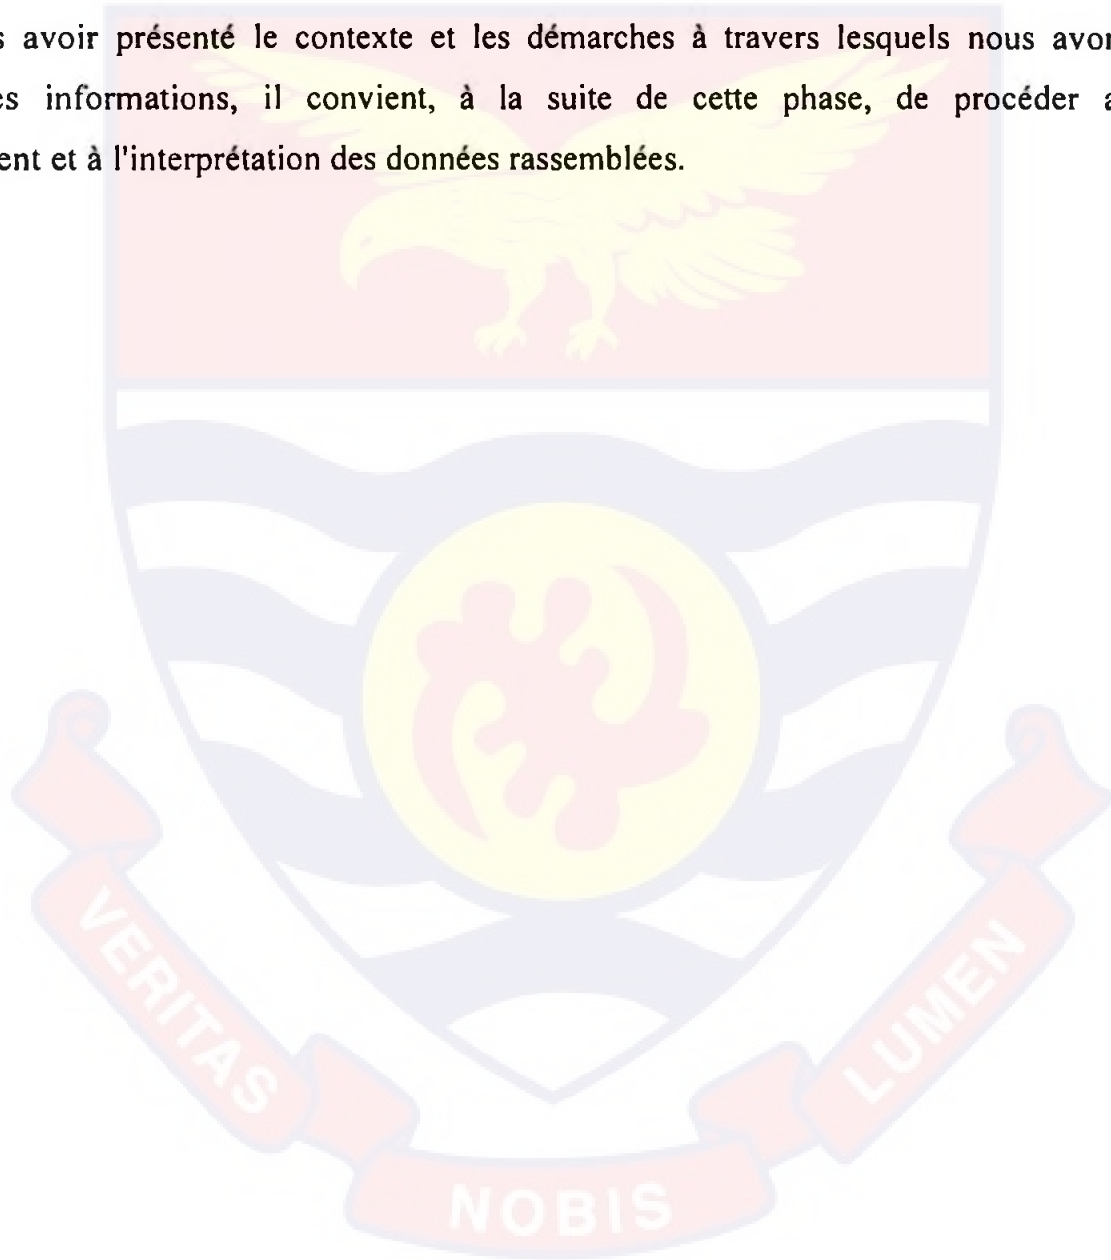 s avoir présenté le contexte et les démarches à travers lesquels nous avor
es informations, il convient, à la suite de cette phase, de procéder a
ent et à l'interprétation des données rassemblées.
VERITAS
NOBIS
LUMEN